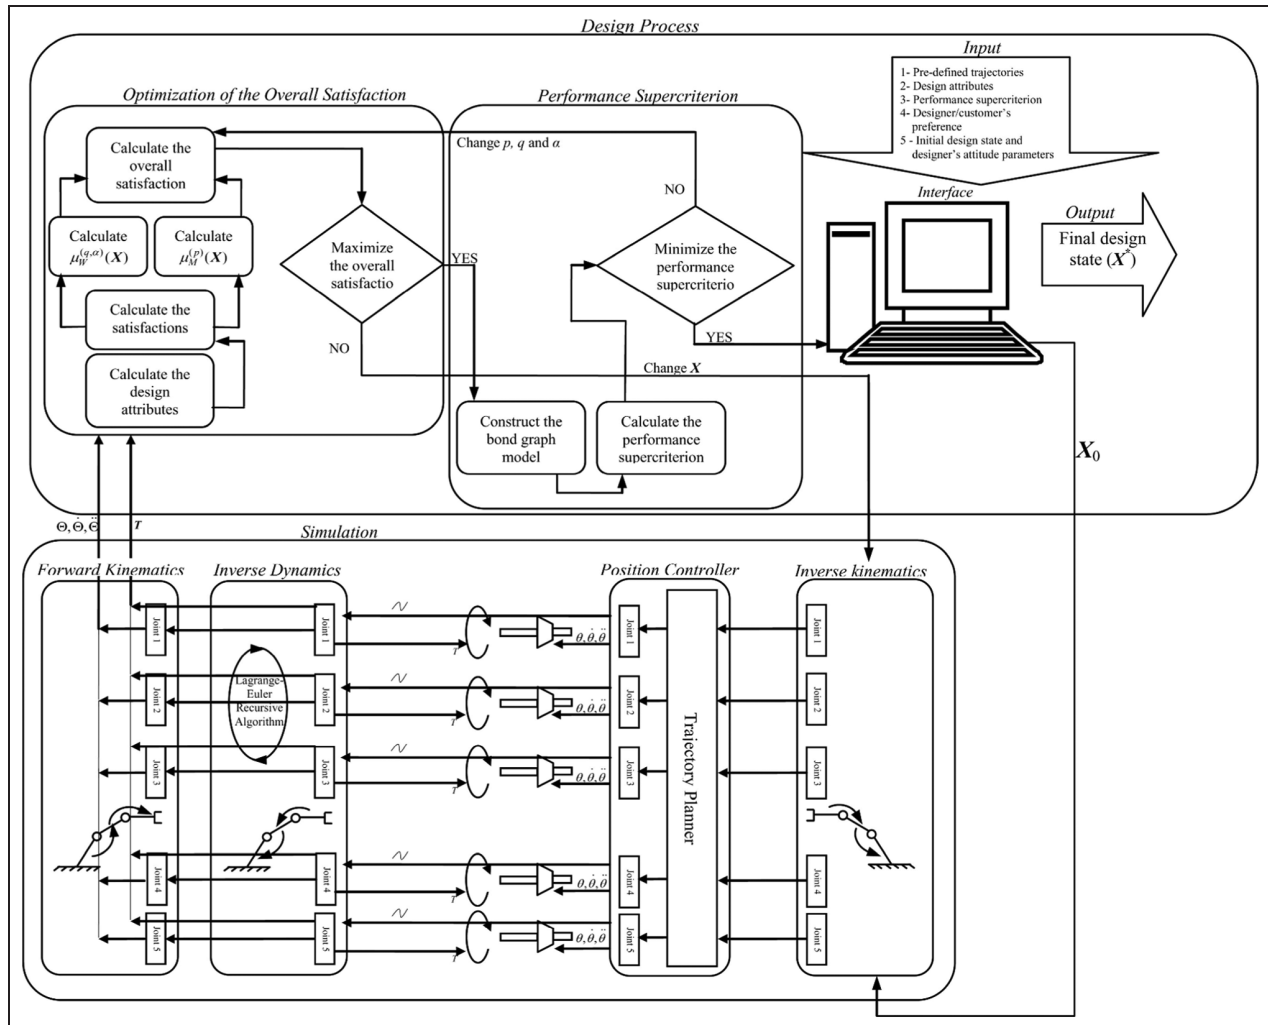 Design Process
Input
1- Pre-defined trajectories
2- Design attributes
3- Performance supercriterion
4- Designer/customer's
preference
5 - Initial design state and
designer's attitude parameters
Optimization of the Overall Satisfaction
Performance Supercriterion
Calculate the
overall
satisfaction
Change p, q and α
NO
Interface
Output
Final design
state (X*)
Calculate
μ_W^(q,α)(X)
Calculate
μ_M^(p)(X)
Maximize
the overall
satisfactio
YES
Minimize the
performance
supercriterio
Calculate the
satisfactions
NO
YES
Calculate the
design
attributes
Change X
Construct the
bond graph
model
Calculate the
performance
supercriterion
X₀
Θ, Θ̇, Θ̈
T
Simulation
Forward Kinematics
Inverse Dynamics
Position Controller
Inverse kinematics
Joint 1
Joint 1
T
θ, θ̇, θ̈
Joint 1
Joint 1
Lagrange-
Euler
Recursive
Algorithm
Joint 2
Joint 2
T
θ, θ̇, θ̈
Joint 2
Joint 2
Trajectory Planner
Joint 3
Joint 3
T
θ, θ̇, θ̈
Joint 3
Joint 3
Joint 4
Joint 4
T
θ, θ̇, θ̈
Joint 4
Joint 4
Joint 5
Joint 5
T
θ, θ̇, θ̈
Joint 5
Joint 5